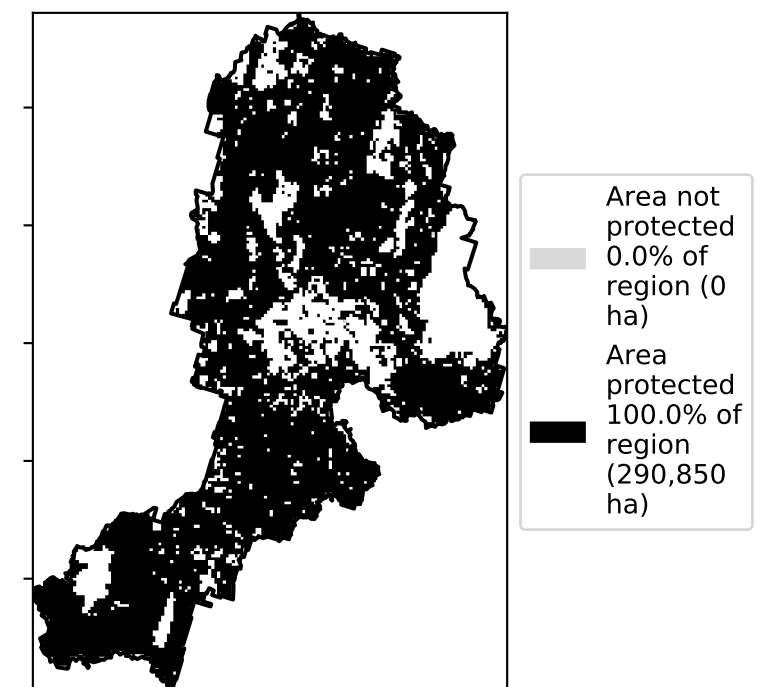 Area not
protected
0.0% of
region (0
ha)
Area
protected
100.0% of
region
(290,850
ha)